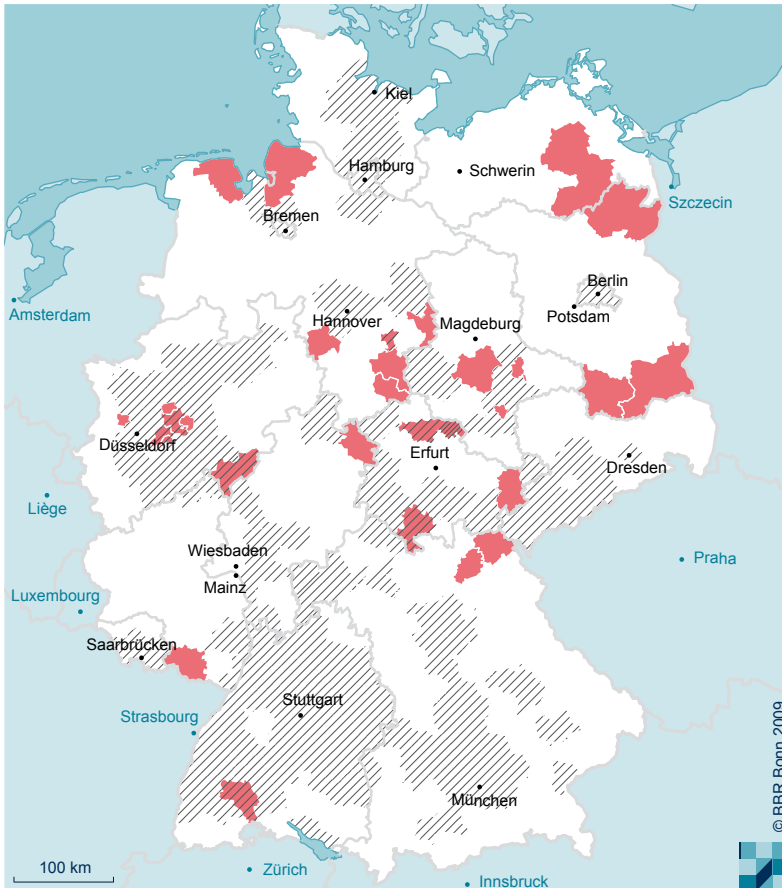 Kiel
Schwerin
Hamburg
Szczecin
Bremen
Berlin
Amsterdam
Potsdam
Hannover
Magdeburg
Düsseldorf
Erfurt
Dresden
Liège
Praha
Wiesbaden
Mainz
Luxembourg
Saarbrücken
Stuttgart
Strasbourg
München
© BBR Bonn 2009
100 km
Zürich
Innsbruck